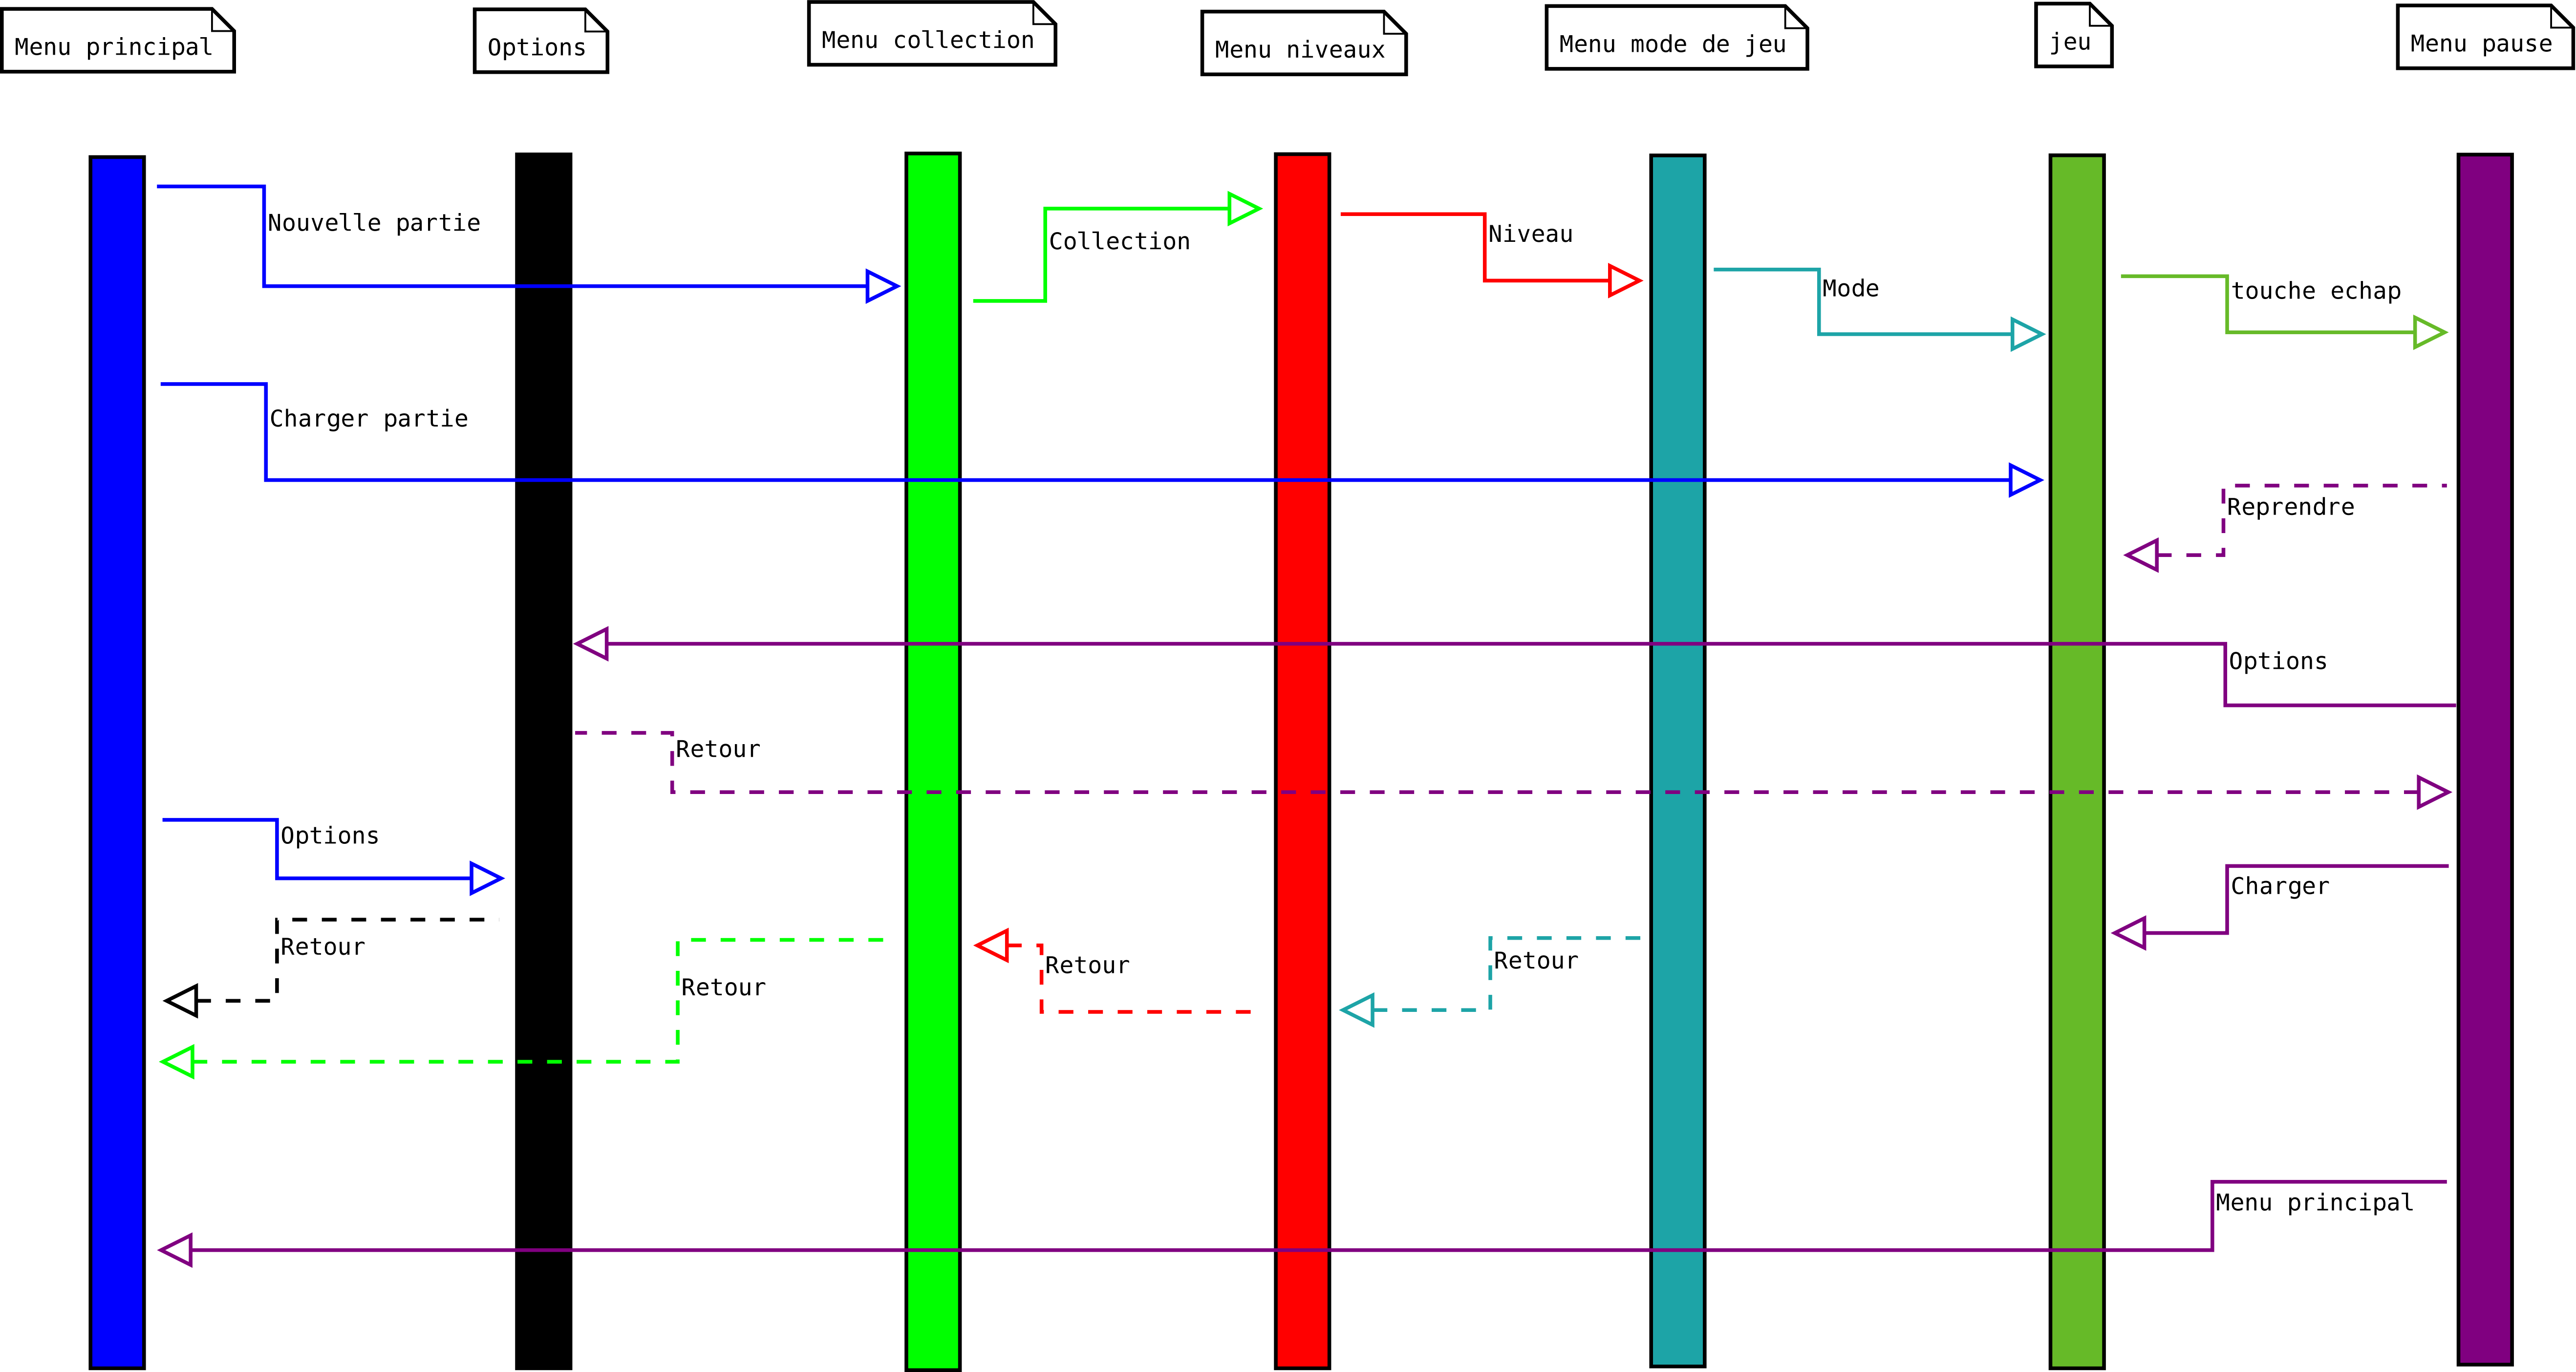 Menu principal
Options
Menu collection
Menu niveaux
Menu mode de jeu
jeu
Menu pause
Nouvelle partie
Collection
Niveau
Mode
touche echap
Charger partie
Reprendre
Options
Retour
Options
Charger
Retour
Retour
Retour
Retour
Menu principal